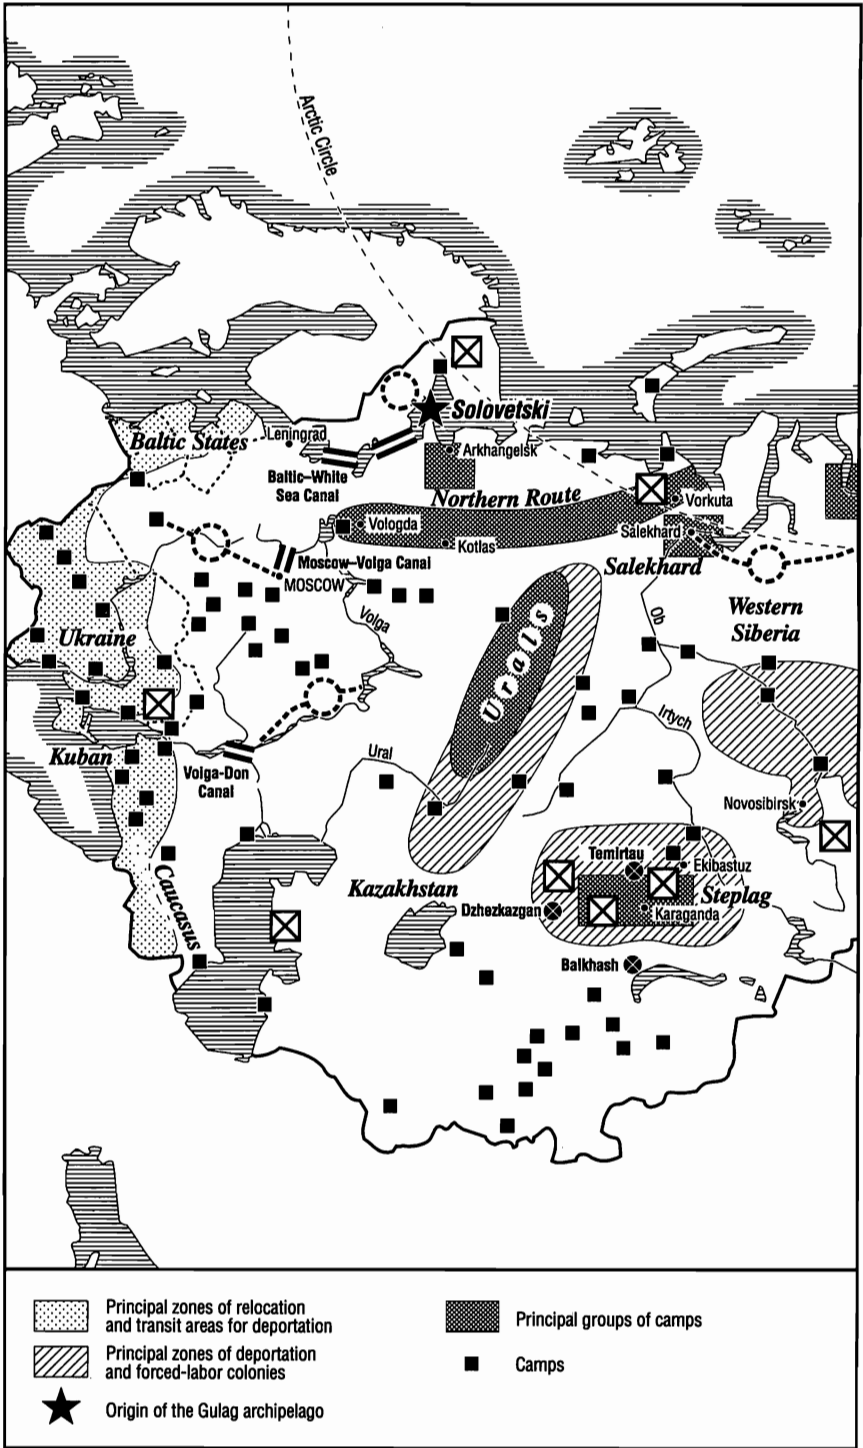 Arctic Circle
Solovetski
Baltic States
Leningrad
Arkhangelsk
Baltic–White
Sea Canal
Northern Route
Vorkuta
Vologda
Salekhard
Kotlas
Moscow–Volga Canal
Salekhard
MOSCOW
Western
Siberia
Ob
Volga
Urals
Ukraine
Irtych
Kuban
Ural
Volga-Don
Canal
Novosibirsk
Temirtau
Ekibastuz
Caucasus
Kazakhstan
Steplag
Dzhezkazgan
Karaganda
Balkhash
Principal zones of relocation
and transit areas for deportation
Principal groups of camps
Principal zones of deportation
and forced-labor colonies
Camps
Origin of the Gulag archipelago